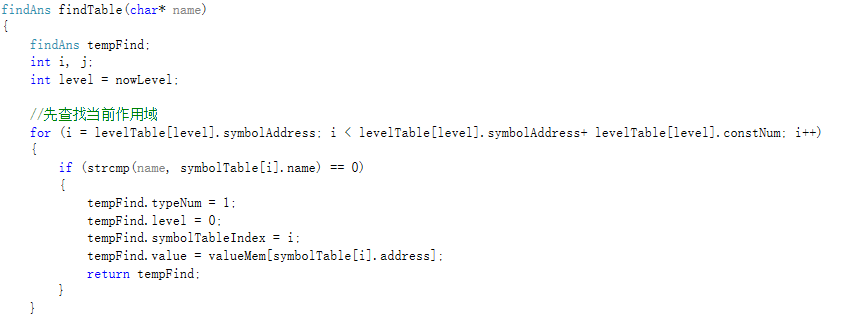 findAns findTable(char* name)
{
    findAns tempFind;
    int i, j;
    int level = nowLevel;
    //先查找当前作用域
    for (i = levelTable[level].symbolAddress; i < levelTable[level].symbolAddress+ levelTable[level].constNum; i++)
    {
        if (strcmp(name, symbolTable[i].name) == 0)
        {
            tempFind.typeNum = 1;
            tempFind.level = 0;
            tempFind.symbolTableIndex = i;
            tempFind.value = valueMem[symbolTable[i].address];
            return tempFind;
        }
    }